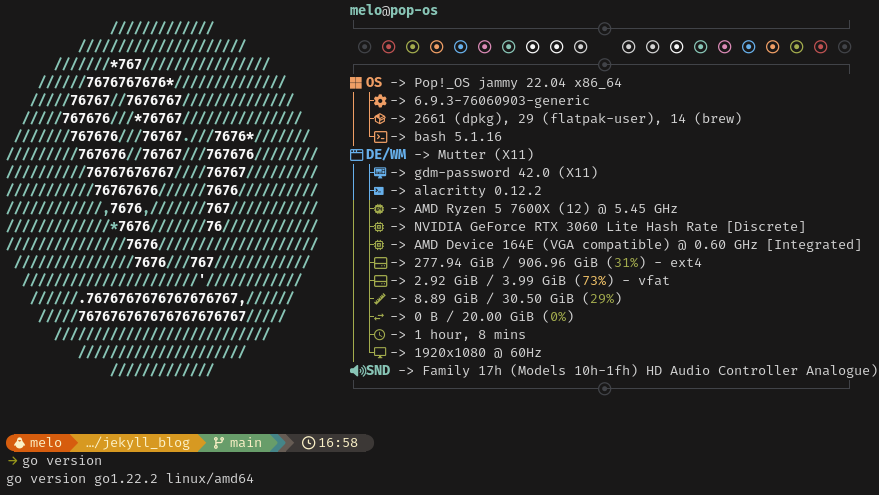 melo@pop-os
/////////////
/////////////////////
///////*767////////////////
//////7676767676*//////////////
/////76767//7676767//////////////
/////767676///*76767///////////////
///////767676///76767.///7676*///////
/////////767676//76767///767676////////
//////////76767676767////76767/////////
///////////76767676//////7676//////////
////////////,7676,///////767///////////
/////////////*7676///////76////////////
///////////////7676////////////////////
///////////////7676///767////////////
//////////////////////'////////////
//////.7676767676767676767,//////
/////767676767676767676767/////
///////////////////////////
/////////////////////
/////////////
OS -> Pop!_OS jammy 22.04 x86_64
-> 6.9.3-76060903-generic
-> 2661 (dpkg), 29 (flatpak-user), 14 (brew)
-> bash 5.1.16
DE/WM -> Mutter (X11)
-> gdm-password 42.0 (X11)
-> alacritty 0.12.2
-> AMD Ryzen 5 7600X (12) @ 5.45 GHz
-> NVIDIA GeForce RTX 3060 Lite Hash Rate [Discrete]
-> AMD Device 164E (VGA compatible) @ 0.60 GHz [Integrated]
-> 277.94 GiB / 906.96 GiB (31%) - ext4
-> 2.92 GiB / 3.99 GiB (73%) - vfat
-> 8.89 GiB / 30.50 GiB (29%)
-> 0 B / 20.00 GiB (0%)
-> 1 hour, 8 mins
-> 1920x1080 @ 60Hz
SND -> Family 17h (Models 10h-1fh) HD Audio Controller Analogue)
melo …/jekyll_blog main 16:58
→ go version
go version go1.22.2 linux/amd64